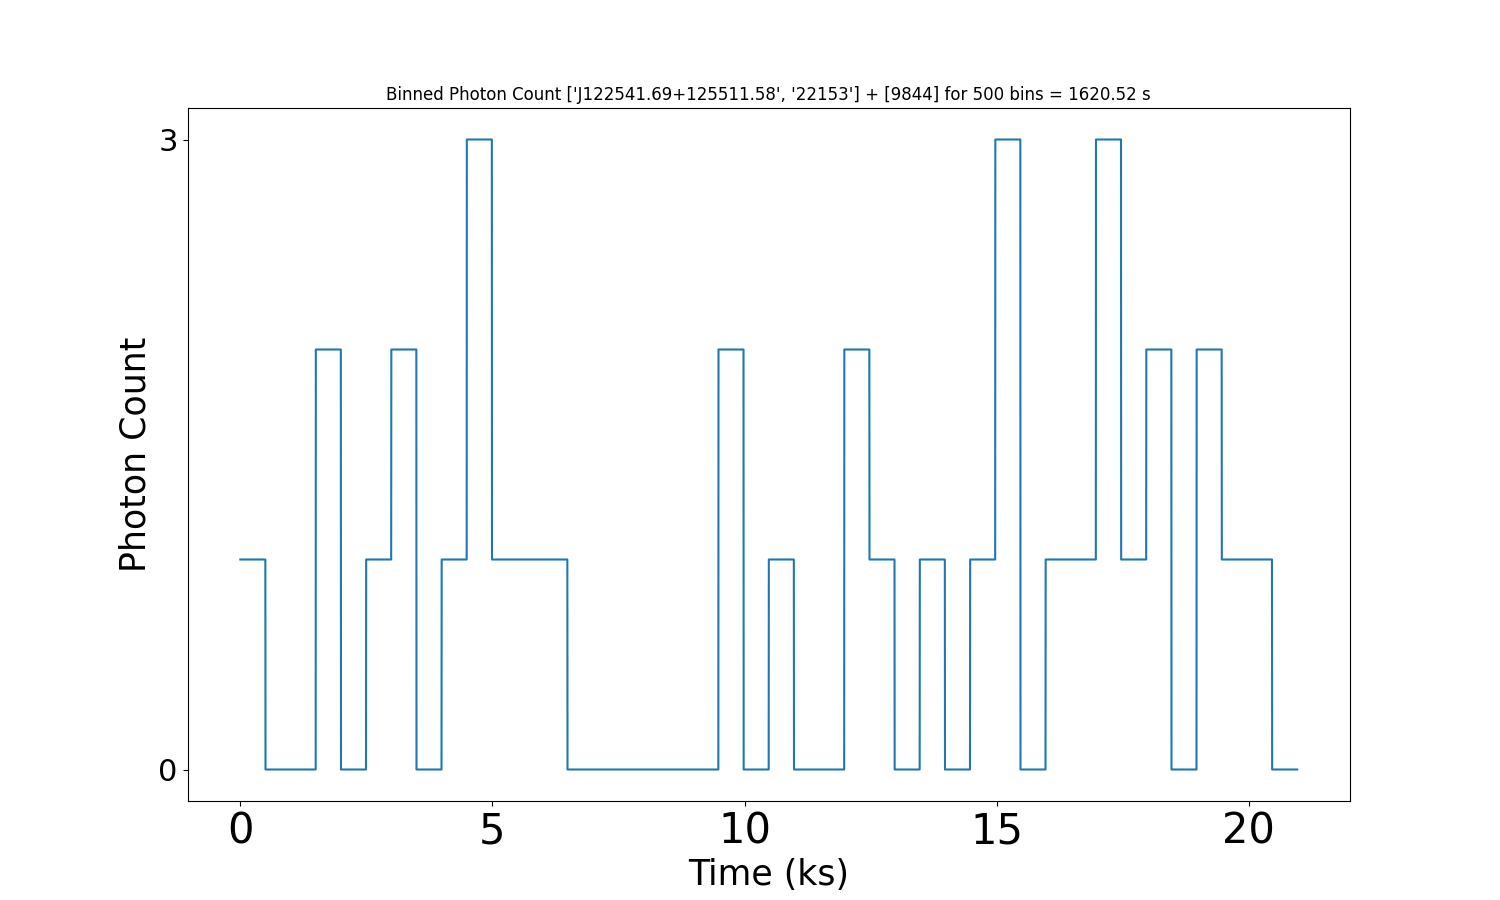 Binned Photon Count ['J122541.69+125511.58', '22153'] + [9844] for 500 bins = 1620.52 s
3
0
Photon Count
0 5 10 15 20
Time (ks)